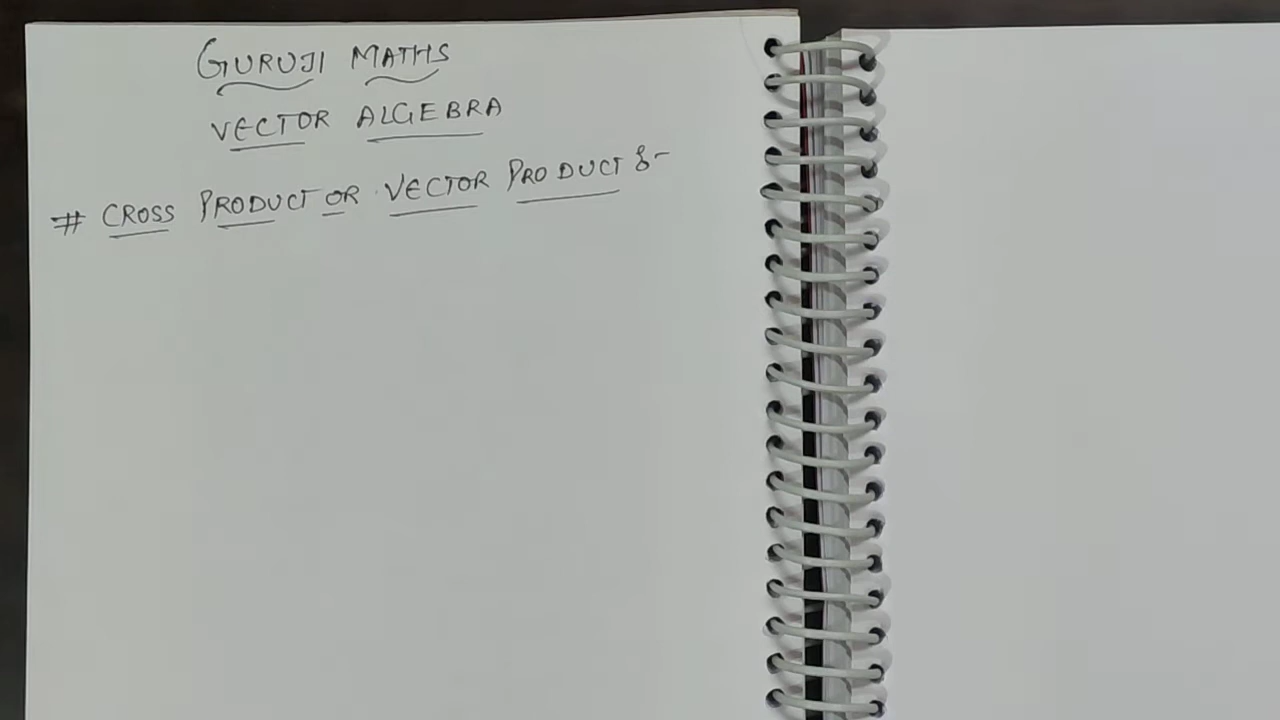 GURUJI MATHS
VECTOR ALGEBRA
# CROSS PRODUCT OR VECTOR PRODUCT :-